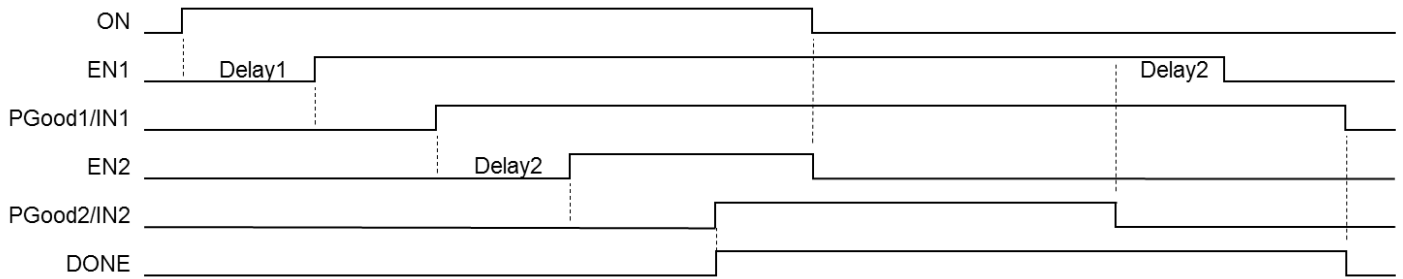 ON
EN1
Delay1
Delay2
PGood1/IN1
EN2
Delay2
PGood2/IN2
DONE